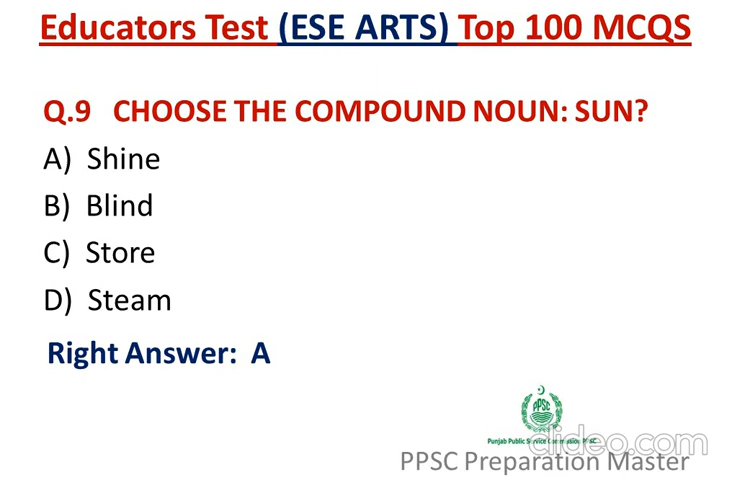 Educators Test (ESE ARTS) Top 100 MCQS
Q.9 CHOOSE THE COMPOUND NOUN: SUN?
A) Shine
B) Blind
C) Store
D) Steam
Right Answer: A
PPSC
Punjab Public Service Commission PPSC
clideo.com
PPSC Preparation Master